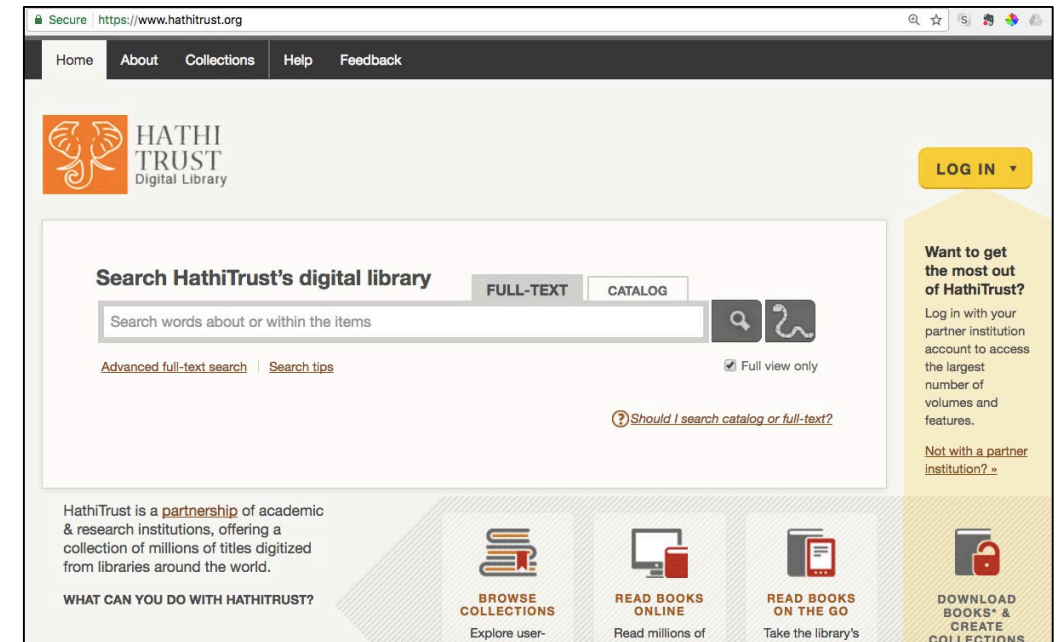 Secure https://www.hathitrust.org
Home About Collections Help Feedback
HATHI
TRUST
Digital Library
LOG IN
Search HathiTrust's digital library
FULL-TEXT CATALOG
Search words about or within the items
Advanced full-text search Search tips
Full view only
Should I search catalog or full-text?
Want to get
the most out
of HathiTrust?
Log in with your
partner institution
account to access
the largest
number of
volumes and
features.
Not with a partner
institution? »
HathiTrust is a partnership of academic
& research institutions, offering a
collection of millions of titles digitized
from libraries around the world.
WHAT CAN YOU DO WITH HATHITRUST?
BROWSE
COLLECTIONS
Explore user-
READ BOOKS
ONLINE
Read millions of
READ BOOKS
ON THE GO
Take the library's
DOWNLOAD
BOOKS* &
CREATE
COLLECTIONS